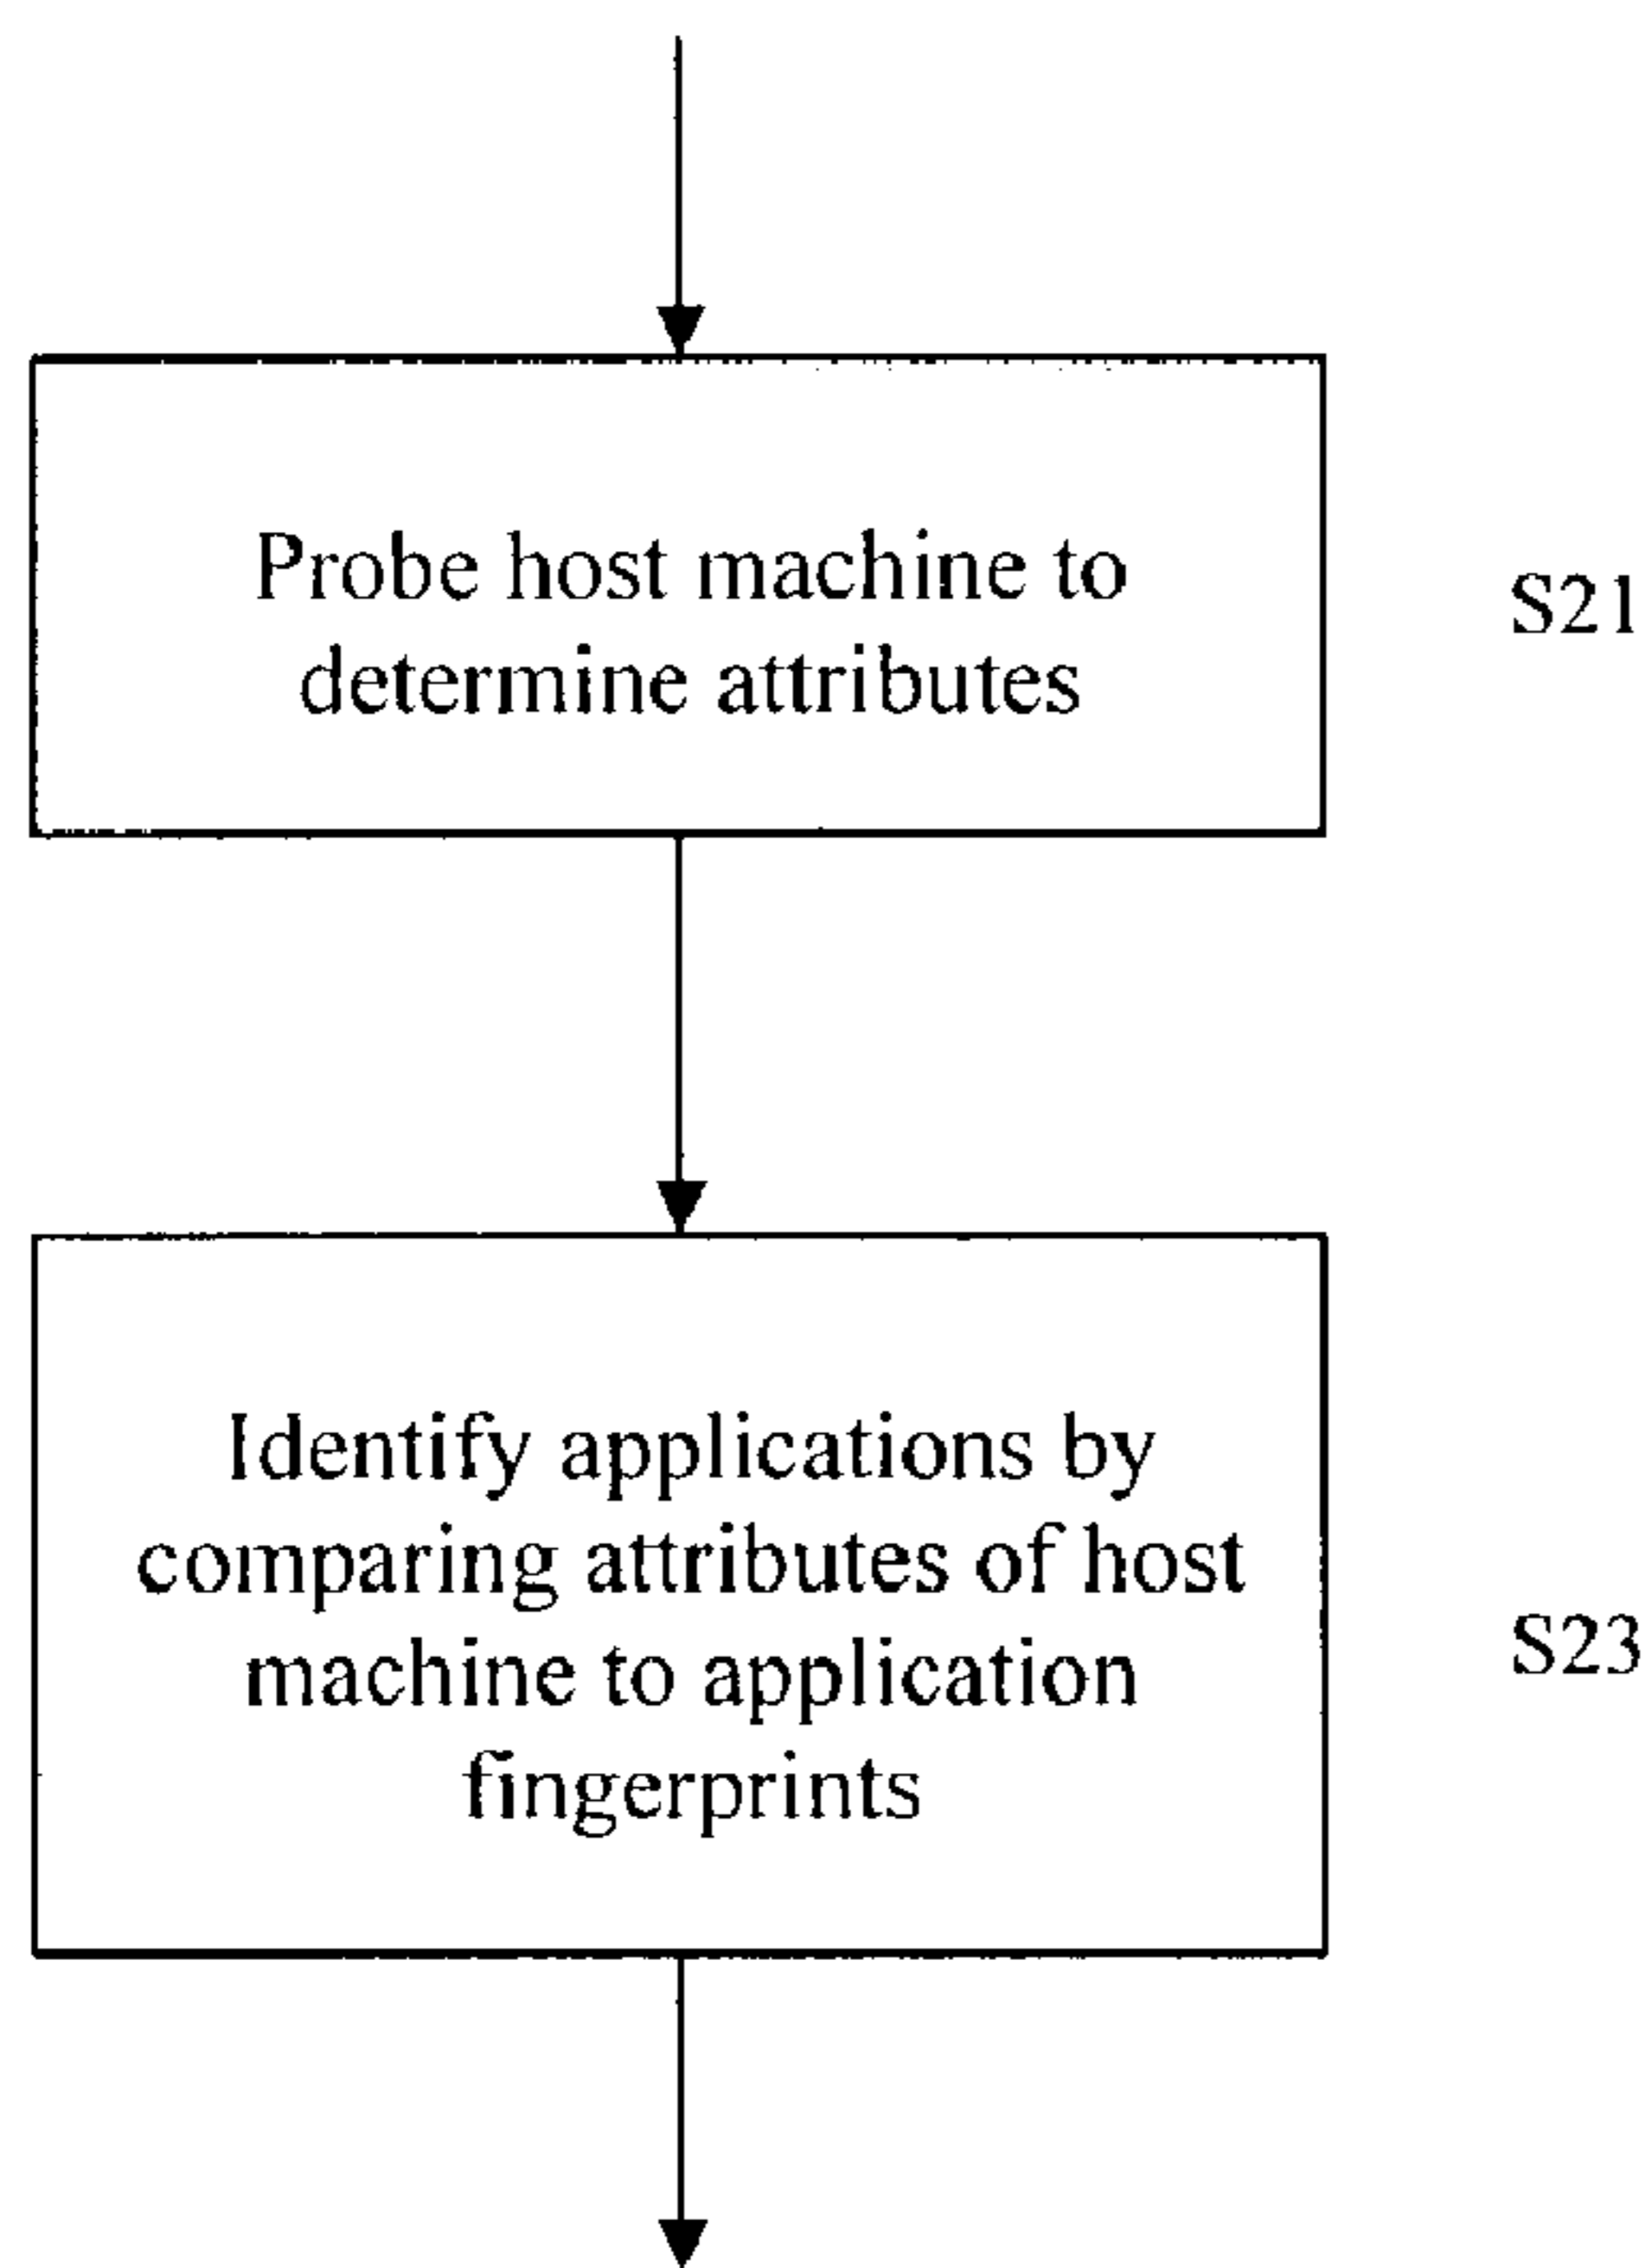 Probe host machine to
determine attributes
S21
Identify applications by
comparing attributes of host
machine to application
fingerprints
S23